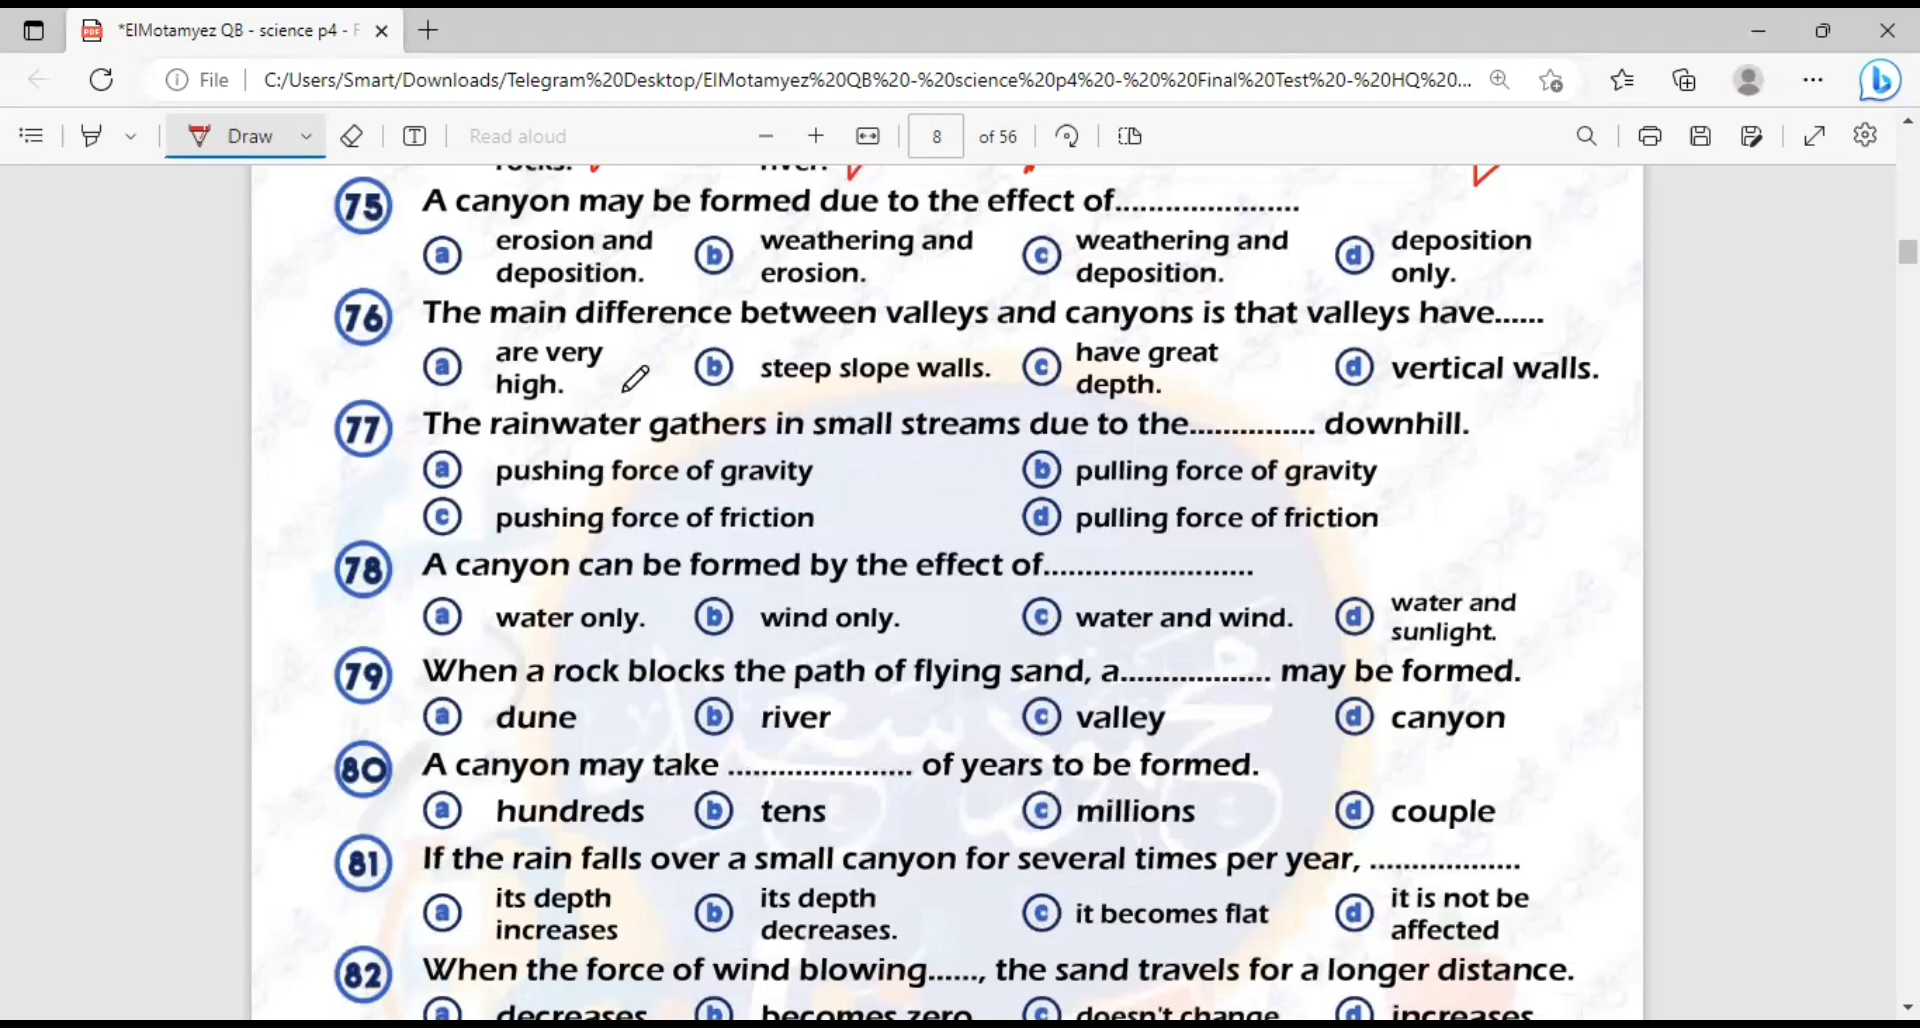 *ElMotamyez QB - science p4 - F
File
C:/Users/Smart/Downloads/Telegram%20Desktop/ElMotamyez%20QB%20-%20science%20p4%20-%20%20Final%20Test%20-%20HQ%20...
Draw
Read aloud
8 of 56
rocks. river.
75 A canyon may be formed due to the effect of.....................
a erosion and deposition. b weathering and erosion. c weathering and deposition. d deposition only.
76 The main difference between valleys and canyons is that valleys have......
a are very high. b steep slope walls. c have great depth. d vertical walls.
77 The rainwater gathers in small streams due to the............... downhill.
a pushing force of gravity b pulling force of gravity
c pushing force of friction d pulling force of friction
78 A canyon can be formed by the effect of.........................
a water only. b wind only. c water and wind. d water and sunlight.
79 When a rock blocks the path of flying sand, a.................. may be formed.
a dune b river c valley d canyon
80 A canyon may take ...................... of years to be formed.
a hundreds b tens c millions d couple
81 If the rain falls over a small canyon for several times per year, ..................
a its depth increases b its depth decreases. c it becomes flat d it is not be affected
82 When the force of wind blowing......, the sand travels for a longer distance.
a decreases b becomes zero c doesn't change d increases